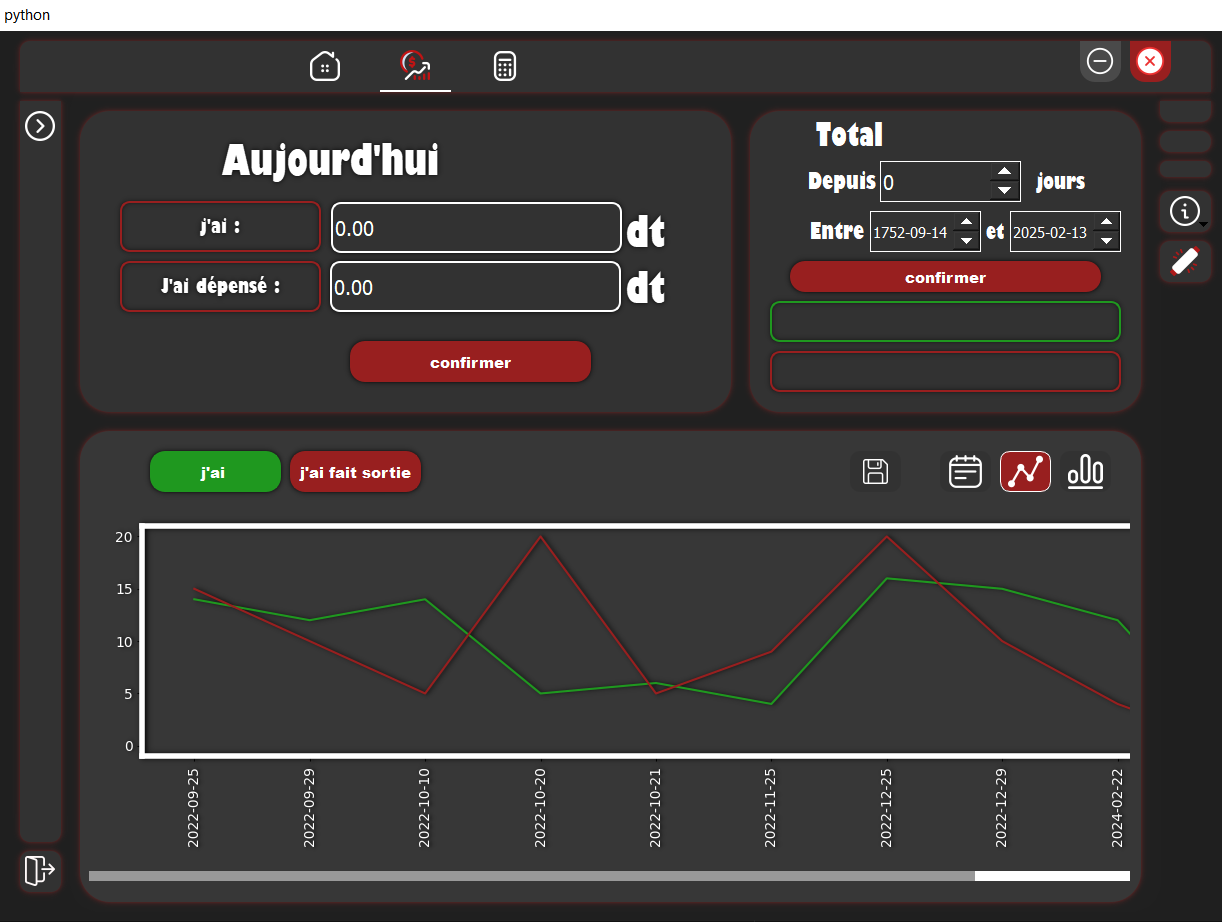 python
Aujourd'hui
j'ai :
0.00
dt
J'ai dépensé :
0.00
dt
confirmer
Total
Depuis 0 jours
Entre 1752-09-14 et 2025-02-13
confirmer
j'ai
j'ai fait sortie
20
15
10
5
0
2022-09-25
2022-09-29
2022-10-10
2022-10-20
2022-10-21
2022-11-25
2022-12-25
2022-12-29
2024-02-22